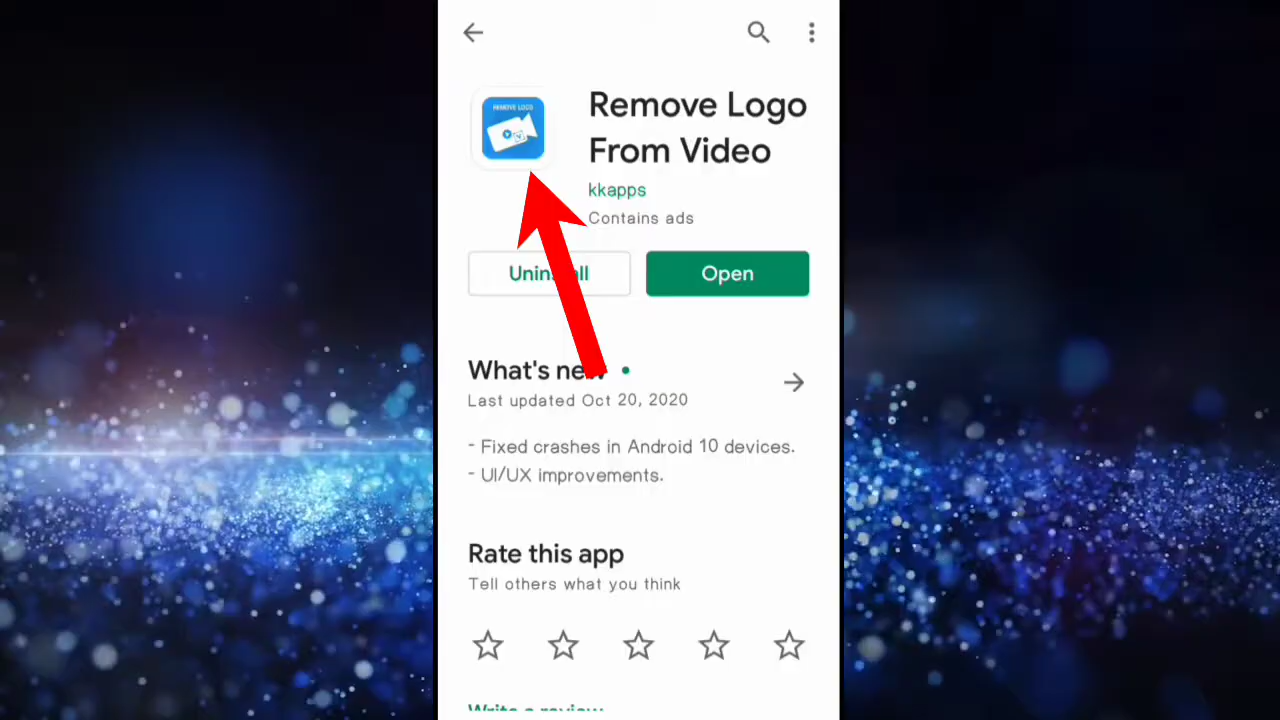 REMOVE LOGO
Remove Logo
From Video
kkapps
Contains ads
Uninstall
Open
What's new
Last updated Oct 20, 2020
- Fixed crashes in Android 10 devices.
- UI/UX improvements.
Rate this app
Tell others what you think
Write a review